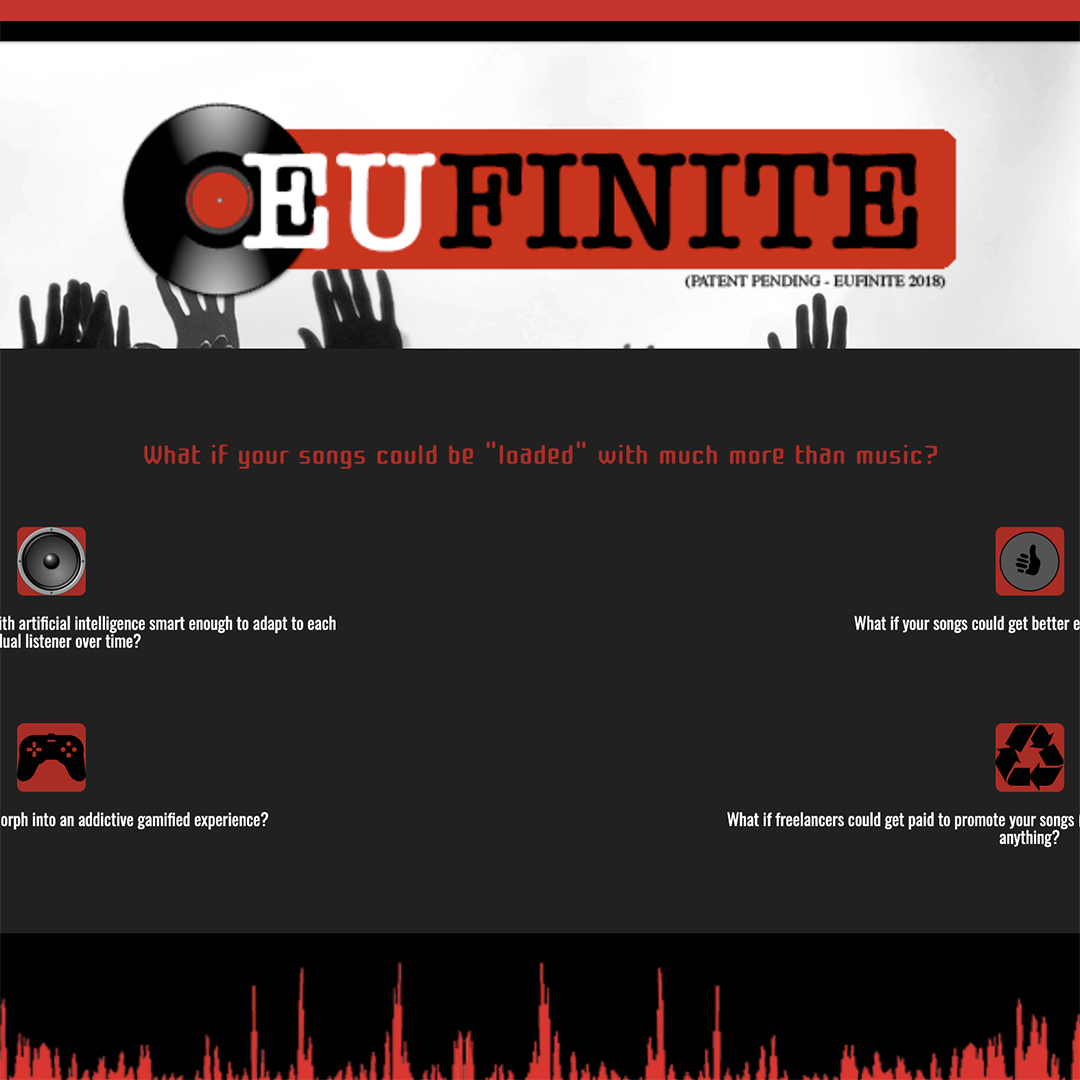 EUFINITE
(PATENT PENDING - EUFINITE 2018)
What if your songs could be "loaded" with much more than music?
ith artificial intelligence smart enough to adapt to each
dual listener over time?
What if your songs could get better e
orph into an addictive gamified experience?
What if freelancers could get paid to promote your songs
anything?